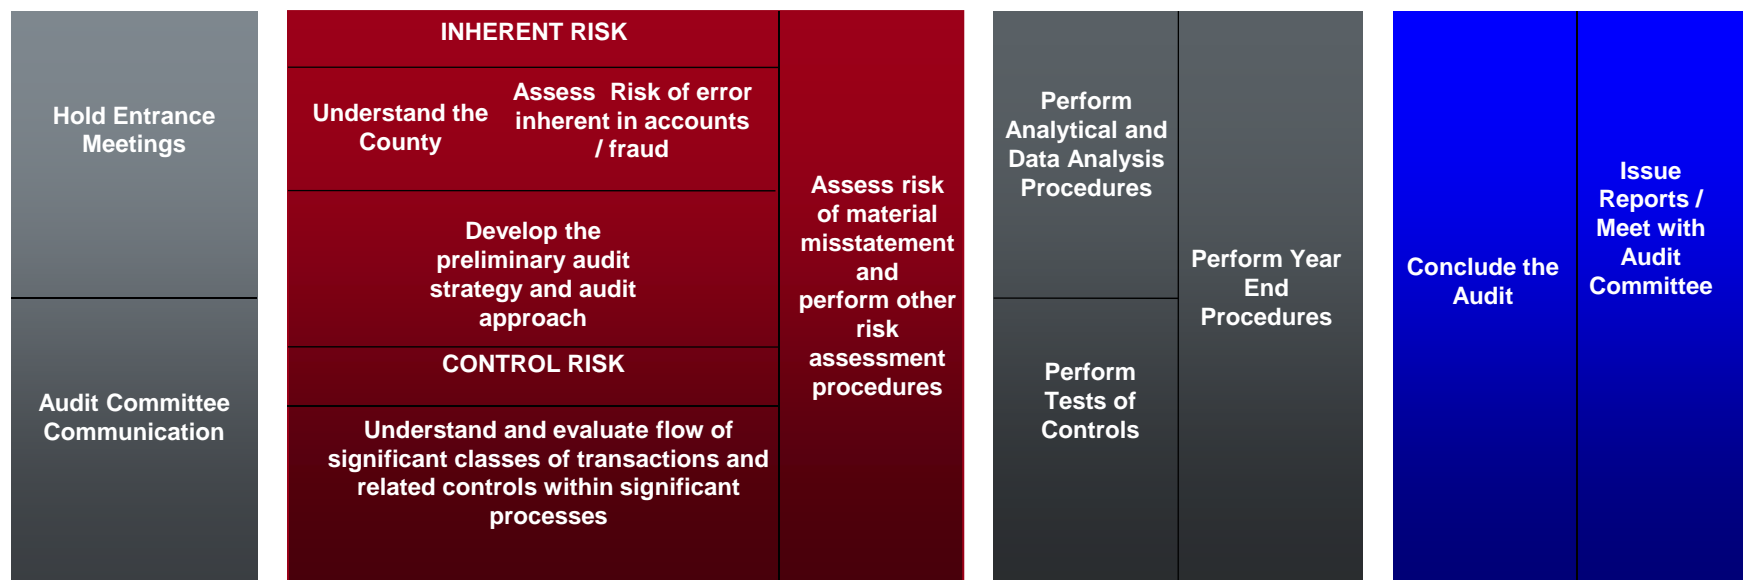 Hold Entrance
Meetings
Audit Committee
Communication
INHERENT RISK
Understand the
County
Assess Risk of error
inherent in accounts
/ fraud
Develop the
preliminary audit
strategy and audit
approach
CONTROL RISK
Understand and evaluate flow of
significant classes of transactions and
related controls within significant
processes
Assess risk
of material
misstatement
and
perform other
risk
assessment
procedures
Perform
Analytical and
Data Analysis
Procedures
Perform
Tests of
Controls
Perform Year
End
Procedures
Conclude the
Audit
Issue
Reports /
Meet with
Audit
Committee